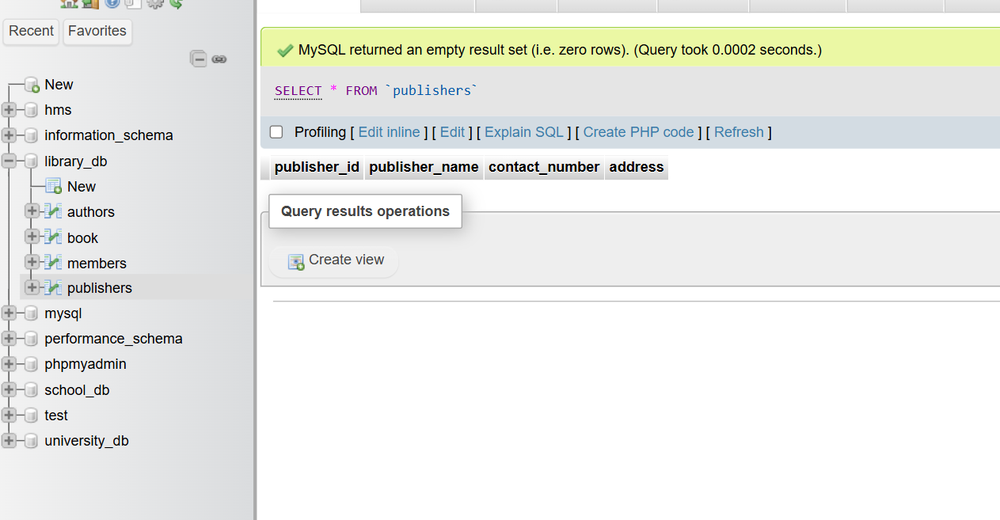 Recent Favorites
New
hms
information_schema
library_db
New
authors
book
members
publishers
mysql
performance_schema
phpmyadmin
school_db
test
university_db
MySQL returned an empty result set (i.e. zero rows). (Query took 0.0002 seconds.)
SELECT * FROM `publishers`
Profiling [ Edit inline ] [ Edit ] [ Explain SQL ] [ Create PHP code ] [ Refresh ]
publisher_id publisher_name contact_number address
Query results operations
Create view